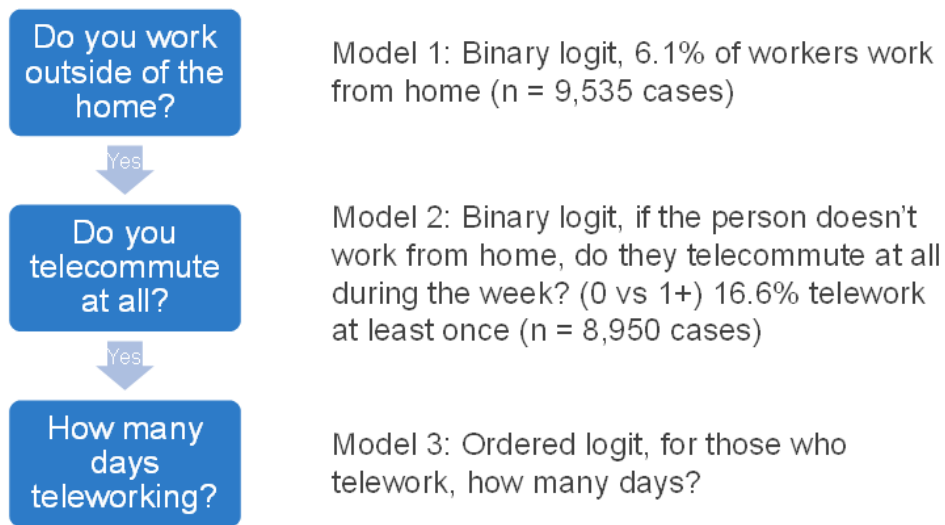 Do you work
outside of the
home?
Model 1: Binary logit, 6.1% of workers work
from home (n = 9,535 cases)
Yes
Do you
telecommute
at all?
Model 2: Binary logit, if the person doesn't
work from home, do they telecommute at all
during the week? (0 vs 1+) 16.6% telework
at least once (n = 8,950 cases)
Yes
How many
days
teleworking?
Model 3: Ordered logit, for those who
telework, how many days?